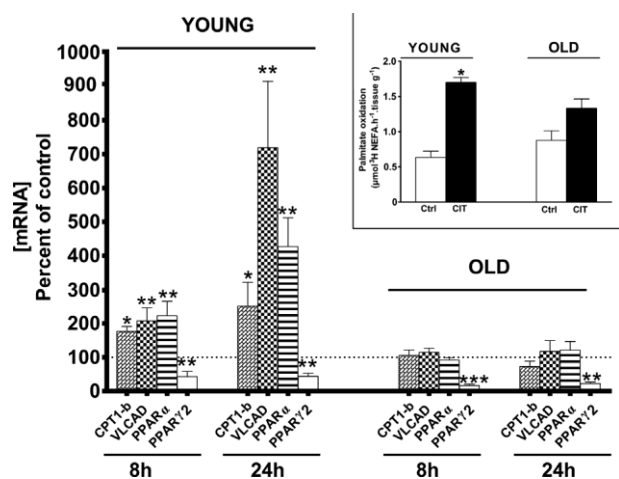 YOUNG
[mRNA]
Percent of control
1000
900
800
700
600
500
400
300
200
100
0
* ** ** **
* ** ** **
YOUNG OLD
Palmitate oxidation
(μmol³H NEFA.h⁻¹.tissue g⁻¹)
2.0
1.5
1.0
0.5
0.0
*
Ctrl CIT Ctrl CIT
OLD
*** **
CPT1-b VLCAD PPARα PPARγ2 CPT1-b VLCAD PPARα PPARγ2 CPT1-b VLCAD PPARα PPARγ2 CPT1-b VLCAD PPARα PPARγ2
8h 24h 8h 24h